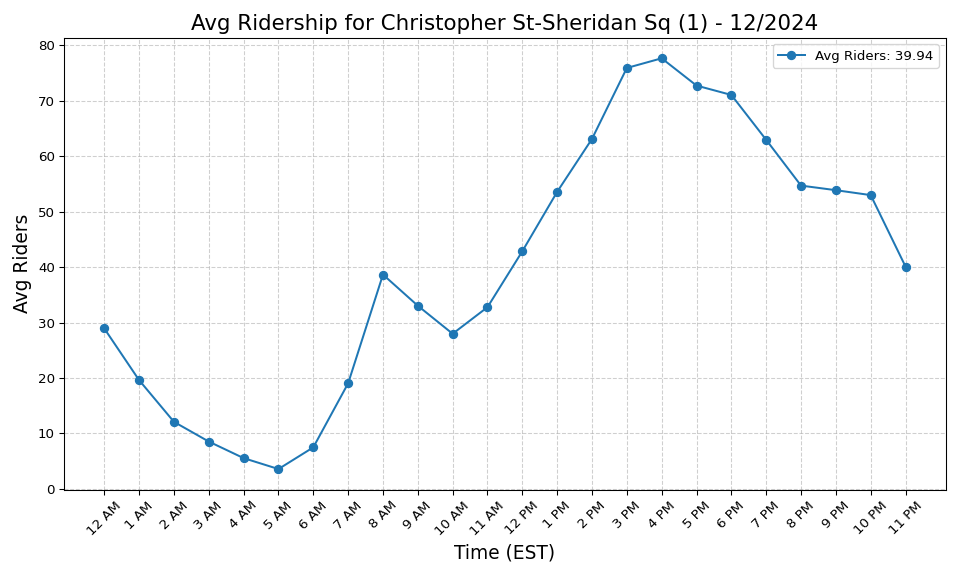 Avg Ridership for Christopher St-Sheridan Sq (1) - 12/2024
Avg Riders: 39.94
Avg Riders
80
70
60
50
40
30
20
10
0
12 AM
1 AM
2 AM
3 AM
4 AM
5 AM
6 AM
7 AM
8 AM
9 AM
10 AM
11 AM
12 PM
1 PM
2 PM
3 PM
4 PM
5 PM
6 PM
7 PM
8 PM
9 PM
10 PM
11 PM
Time (EST)